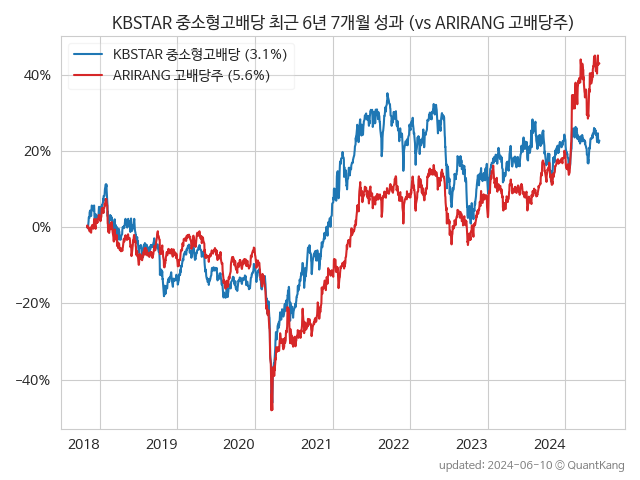 KBSTAR 중소형고배당 최근 6년 7개월 성과 (vs ARIRANG 고배당주)
KBSTAR 중소형고배당 (3.1%)
ARIRANG 고배당주 (5.6%)
40%
20%
0%
−20%
−40%
2018 2019 2020 2021 2022 2023 2024
updated: 2024-06-10 ⓒ QuantKang